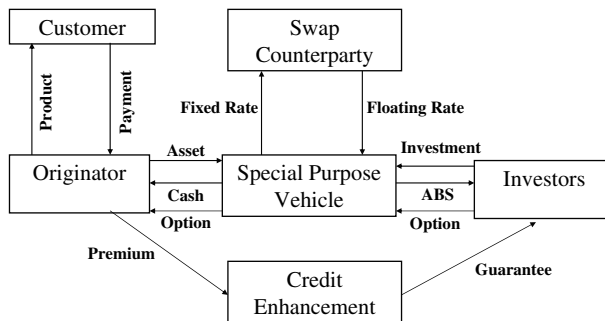 Customer
Swap
Counterparty
Product
Payment
Fixed Rate
Floating Rate
Asset
Investment
Originator
Special Purpose
Vehicle
Investors
Cash
ABS
Option
Option
Premium
Guarantee
Credit
Enhancement